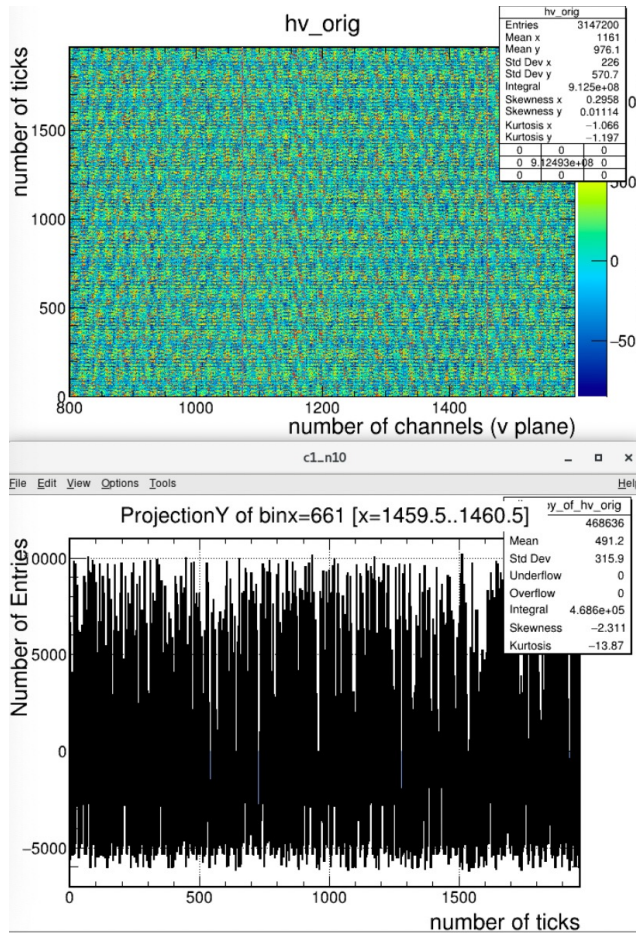 hv_orig
hv_orig
Entries 3147200
Mean x 1161
Mean y 976.1
Std Dev x 226
Std Dev y 570.7
Integral 9.125e+08
Skewness x 0.2958
Skewness y 0.01114
Kurtosis x −1.066
Kurtosis y −1.197
0 0 0
0 9.12493e+08 0
0 0 0
number of ticks
1500
1000
500
0
800 1000 1200 1400
number of channels (v plane)
0
−50
c1_n10
File Edit View Options Tools Help
ProjectionY of binx=661 [x=1459.5..1460.5]
y_of_hv_orig
468636
Mean 491.2
Std Dev 315.9
Underflow 0
Overflow 0
Integral 4.686e+05
Skewness −2.311
Kurtosis −13.87
Number of Entries
0000
5000
0
−5000
0 500 1000 1500
number of ticks